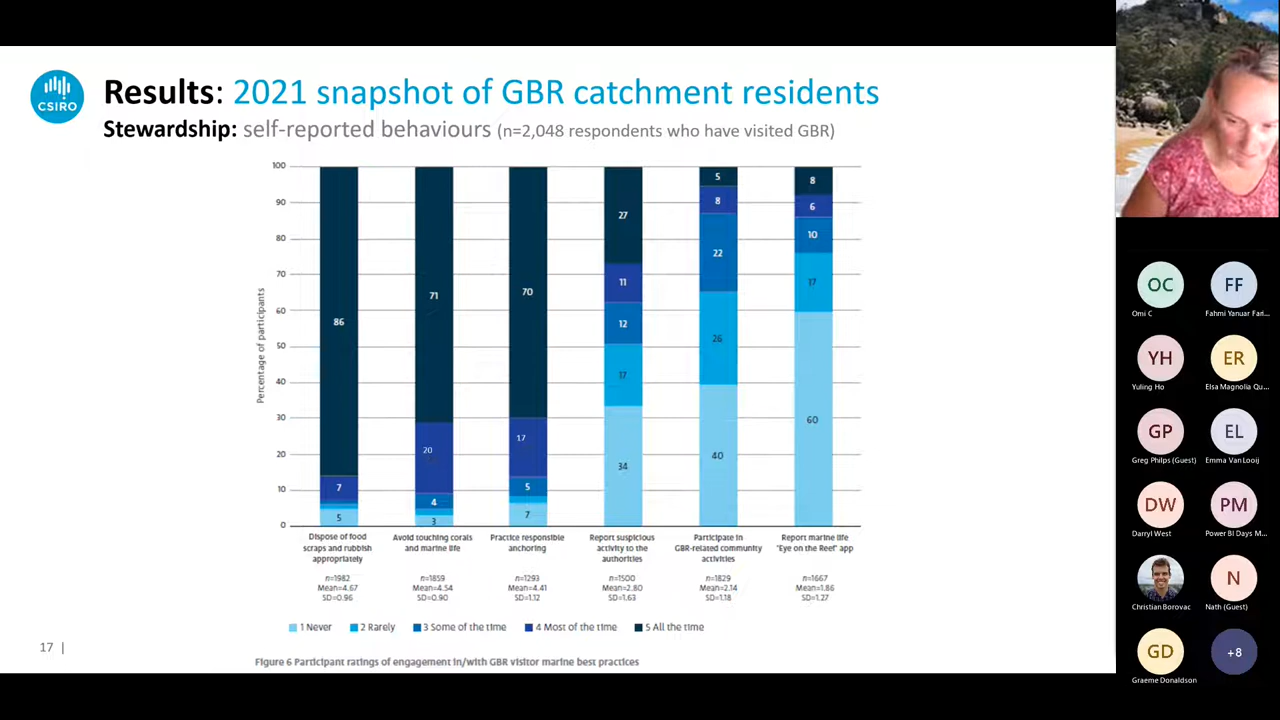 CSIRO
Results: 2021 snapshot of GBR catchment residents
Stewardship: self-reported behaviours (n=2,048 respondents who have visited GBR)
Percentage of participants
100
90
80
70
60
50
40
30
20
10
0
86
7
5
71
20
4
3
70
17
5
7
27
11
12
17
34
5
8
22
26
40
8
6
10
17
60
Dispose of food
scraps and rubbish
appropriately
n=1982
Mean=4.67
SD=0.96
Avoid touching corals
and marine life
n=1859
Mean=4.54
SD=0.90
Practice responsible
anchoring
n=1293
Mean=4.41
SD=1.12
Report suspicious
activity to the
authorities
n=1500
Mean=2.80
SD=1.63
Participate in
GBR-related community
activities
n=1829
Mean=2.14
SD=1.18
Report marine life
"Eye on the Reef" app
n=1667
Mean=1.86
SD=1.27
1 Never 2 Rarely 3 Some of the time 4 Most of the time 5 All the time
17 |
Figure 6 Participant ratings of engagement in/with GBR visitor marine best practices
OC
Omi C
FF
Fahmi Yanuar Fari...
YH
Yuling Ho
ER
Elsa Magnolia Qu...
GP
Greg Philps (Guest)
EL
Emma Van Looij
DW
Darryl West
PM
Power BI Days M...
Christian Borovac
N
Nath (Guest)
GD
Graeme Donaldson
+8